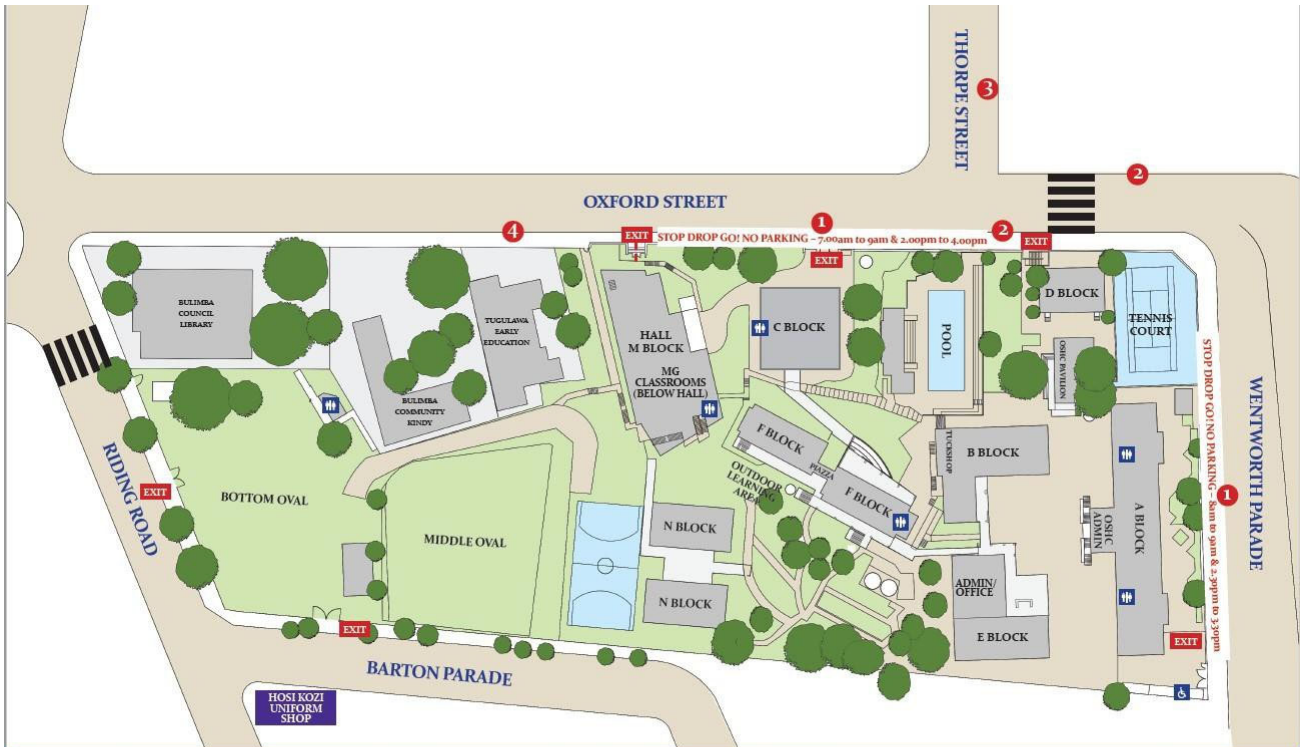 THORPE STREET
3
2
OXFORD STREET
1
4
EXIT
STOP DROP GO! NO PARKING – 7.00am to 9am & 2.00pm to 4.00pm
2
EXIT
EXIT
BULIMBA
COUNCIL
LIBRARY
TUGULAWA
EARLY
EDUCATION
BULIMBA
COMMUNITY
KINDY
HALL
M BLOCK
MG
CLASSROOMS
(BELOW HALL)
C BLOCK
POOL
D BLOCK
OSHC PAVILION
TENNIS
COURT
STOP DROP GO! NO PARKING – 8am to 9am & 2.30pm to 3.30pm
1
WENTWORTH PARADE
RIDING ROAD
EXIT
BOTTOM OVAL
MIDDLE OVAL
F BLOCK
PIAZZA
F BLOCK
OUTDOOR
LEARNING
AREA
TUCKSHOP
B BLOCK
A BLOCK
OSHC
ADMIN
N BLOCK
N BLOCK
ADMIN/
OFFICE
E BLOCK
EXIT
EXIT
BARTON PARADE
HOSI KOZI
UNIFORM
SHOP